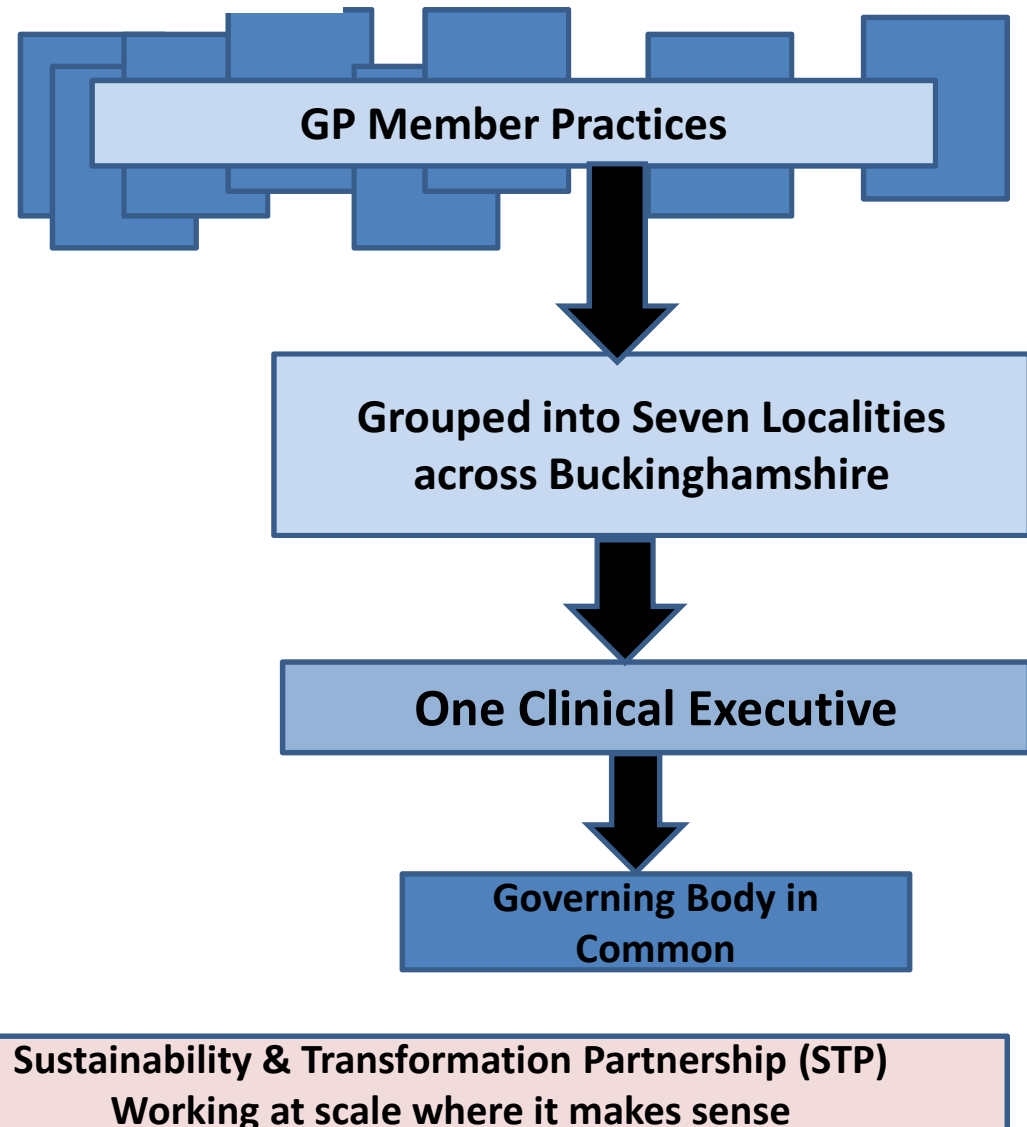 GP Member Practices
Grouped into Seven Localities
across Buckinghamshire
One Clinical Executive
Governing Body in
Common
Sustainability & Transformation Partnership (STP)
Working at scale where it makes sense